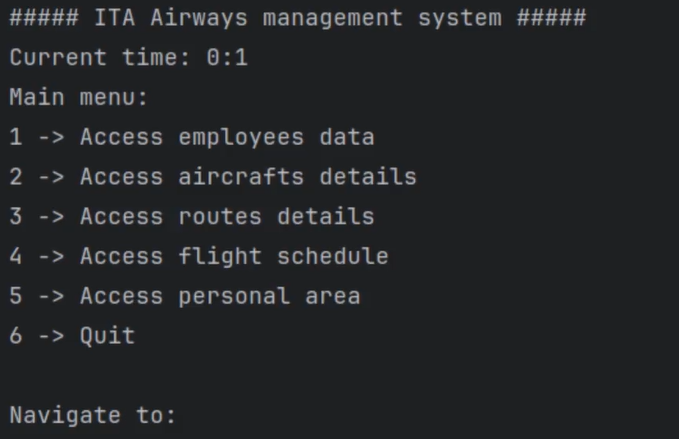 ##### ITA Airways management system #####
Current time: 0:1
Main menu:
1 -> Access employees data
2 -> Access aircrafts details
3 -> Access routes details
4 -> Access flight schedule
5 -> Access personal area
6 -> Quit
Navigate to: